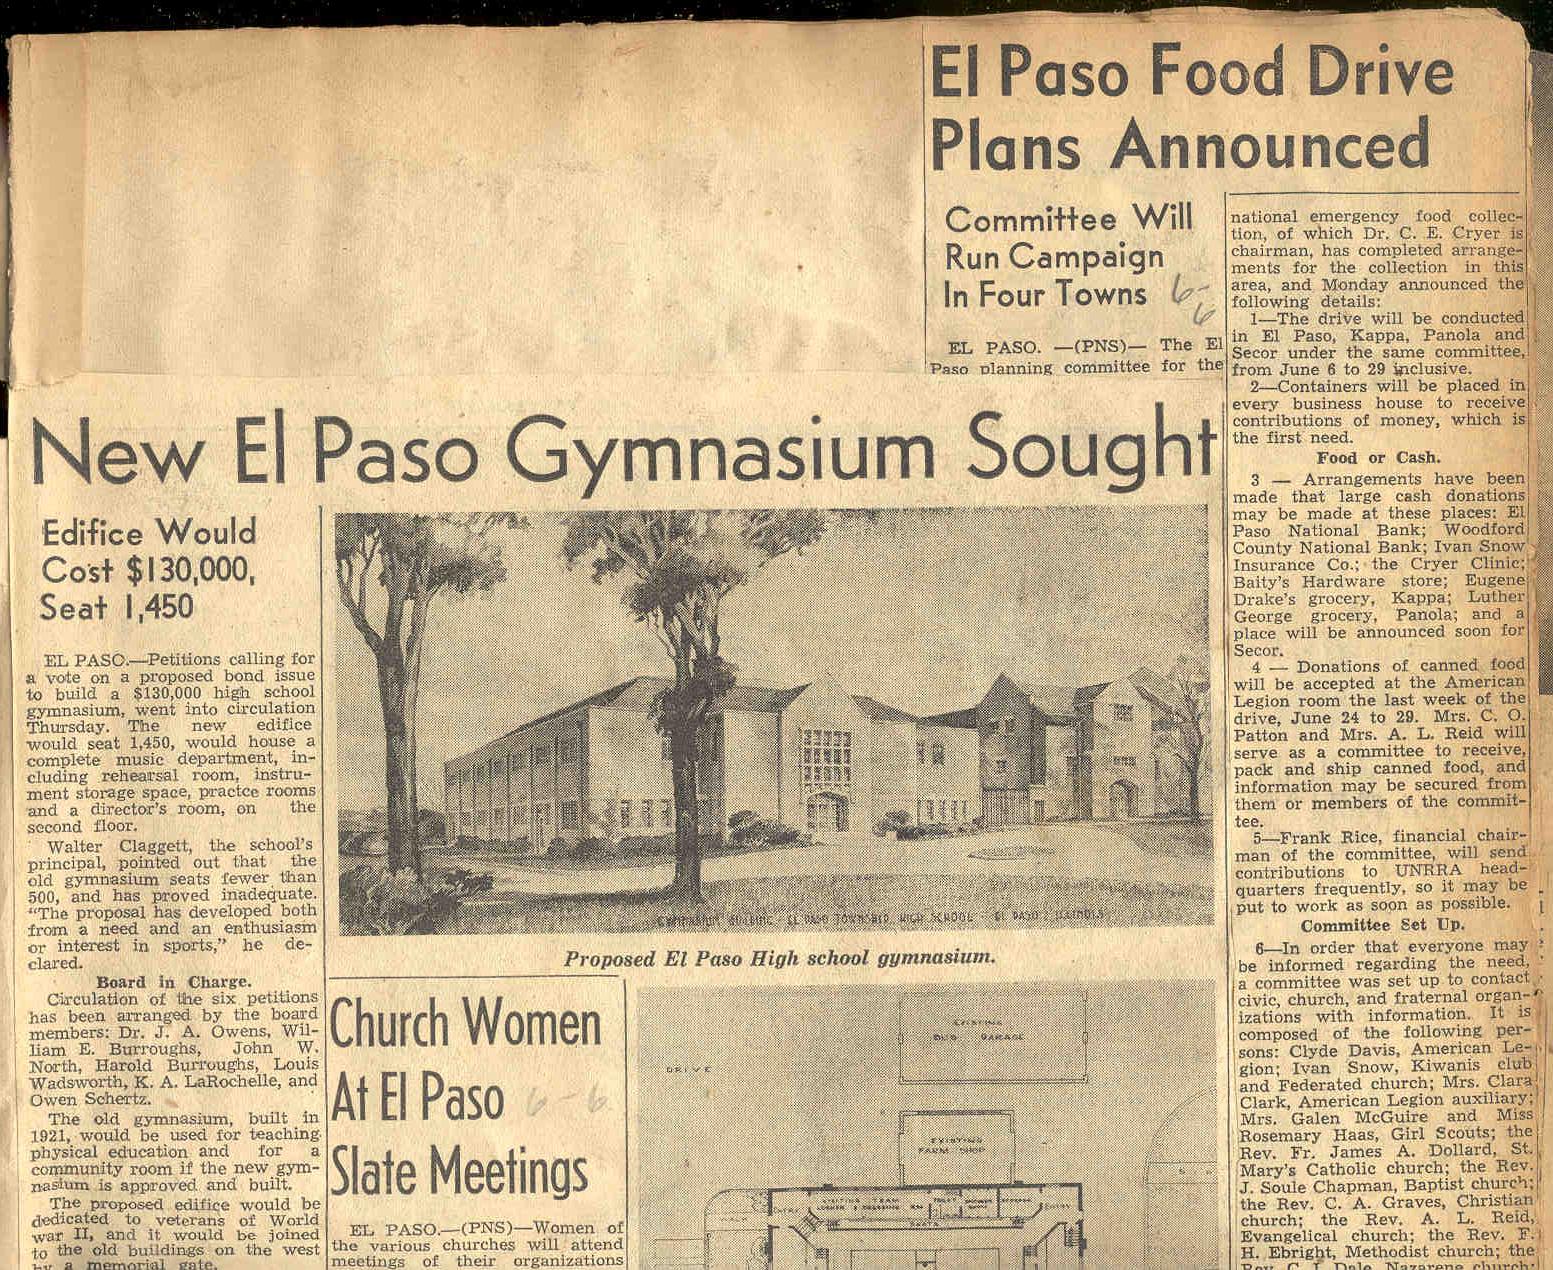 El Paso Food Drive
Plans Announced
Committee Will
Run Campaign
In Four Towns
6-
6
EL PASO. —(PNS)— The El
Paso planning committee for the
national emergency food collec-
tion, of which Dr. C. E. Cryer is
chairman, has completed arrange-
ments for the collection in this
area, and Monday announced the
following details:
1—The drive will be conducted
in El Paso, Kappa, Panola and
Secor under the same committee,
from June 6 to 29 inclusive.
2—Containers will be placed in
every business house to receive
contributions of money, which is
the first need.
Food or Cash.
3 — Arrangements have been
made that large cash donations
may be made at these places: El
Paso National Bank; Woodford
County National Bank; Ivan Snow
Insurance Co.; the Cryer Clinic;
Baity's Hardware store; Eugene
Drake's grocery, Kappa; Luther
George grocery, Panola; and a
place will be announced soon for
Secor.
4 — Donations of canned food
will be accepted at the American
Legion room the last week of the
drive, June 24 to 29. Mrs. C. O.
Patton and Mrs. A. L. Reid will
serve as a committee to receive,
pack and ship canned food, and
information may be secured from
them or members of the commit-
tee.
5—Frank Rice, financial chair-
man of the committee, will send
contributions to UNRRA head-
quarters frequently, so it may be
put to work as soon as possible.
Committee Set Up.
6—In order that everyone may
be informed regarding the need,
a committee was set up to contact
civic, church, and fraternal organ-
izations with information. It is
composed of the following per-
sons: Clyde Davis, American Le-
gion; Ivan Snow, Kiwanis club
and Federated church; Mrs. Clara
Clark, American Legion auxiliary;
Mrs. Galen McGuire and Miss
Rosemary Haas, Girl Scouts; the
Rev. Fr. James A. Dollard, St.
Mary's Catholic church; the Rev.
J. Soule Chapman, Baptist church;
the Rev. C. A. Graves, Christian
church; the Rev. A. L. Reid,
Evangelical church; the Rev. F.
H. Ebright, Methodist church; the
Rev. C. I. Dale, Nazarene church;
New El Paso Gymnasium Sought
Edifice Would
Cost $130,000,
Seat 1,450
EL PASO.—Petitions calling for
a vote on a proposed bond issue
to build a $130,000 high school
gymnasium, went into circulation
Thursday. The new edifice
would seat 1,450, would house a
complete music department, in-
cluding rehearsal room, instru-
ment storage space, practce rooms
and a director's room, on the
second floor.
Walter Claggett, the school's
principal, pointed out that the
old gymnasium seats fewer than
500, and has proved inadequate.
"The proposal has developed both
from a need and an enthusiasm
or interest in sports," he de-
clared.
Board in Charge.
Circulation of the six petitions
has been arranged by the board
members: Dr. J. A. Owens, Wil-
liam E. Burroughs, John W.
North, Harold Burroughs, Louis
Wadsworth, K. A. LaRochelle, and
Owen Schertz.
The old gymnasium, built in
1921, would be used for teaching
physical education and for a
community room if the new gym-
nasium is approved and built.
The proposed edifice would be
dedicated to veterans of World
war II, and it would be joined
to the old buildings on the west
by a memorial gate.
GYMNASIUM BUILDING - EL PASO TOWNSHIP HIGH SCHOOL - EL PASO, ILLINOIS
Proposed El Paso High school gymnasium.
Church Women
At El Paso
Slate Meetings
6-6
EL PASO.—(PNS)—Women of
the various churches will attend
meetings of their organizations
EXISTING
BUS GARAGE
DRIVE
EXISTING
FARM SHOP
ENTRY
VISITING TEAM
LOCKER & DRESSING RM
TOILET
ENTRY
SEATS